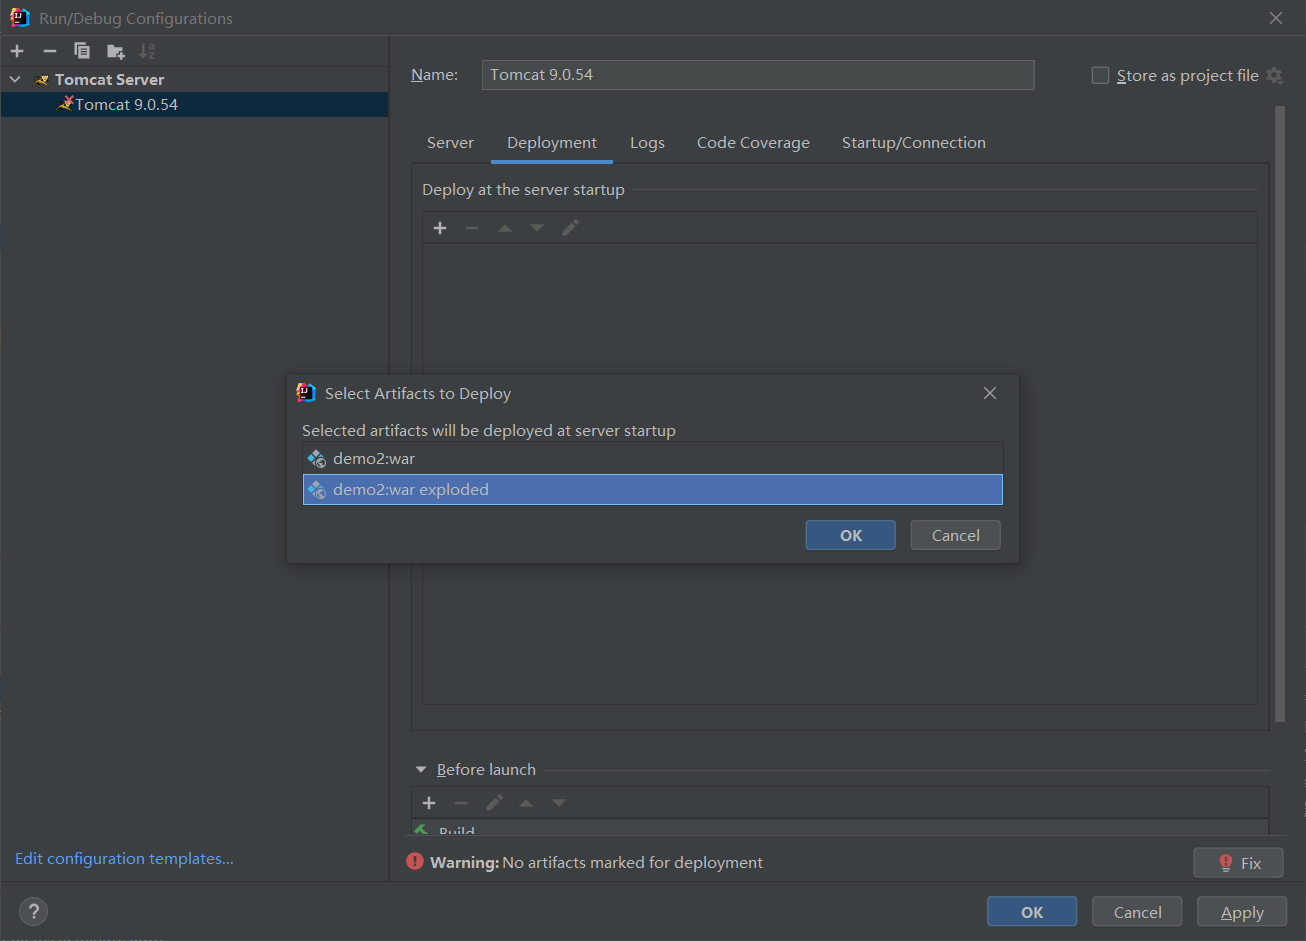 Run/Debug Configurations
Tomcat Server
Tomcat 9.0.54
Name:
Tomcat 9.0.54
Store as project file
Server
Deployment
Logs
Code Coverage
Startup/Connection
Deploy at the server startup
Select Artifacts to Deploy
Selected artifacts will be deployed at server startup
demo2:war
demo2:war exploded
OK
Cancel
Before launch
Build
Edit configuration templates...
Warning: No artifacts marked for deployment
Fix
?
OK
Cancel
Apply